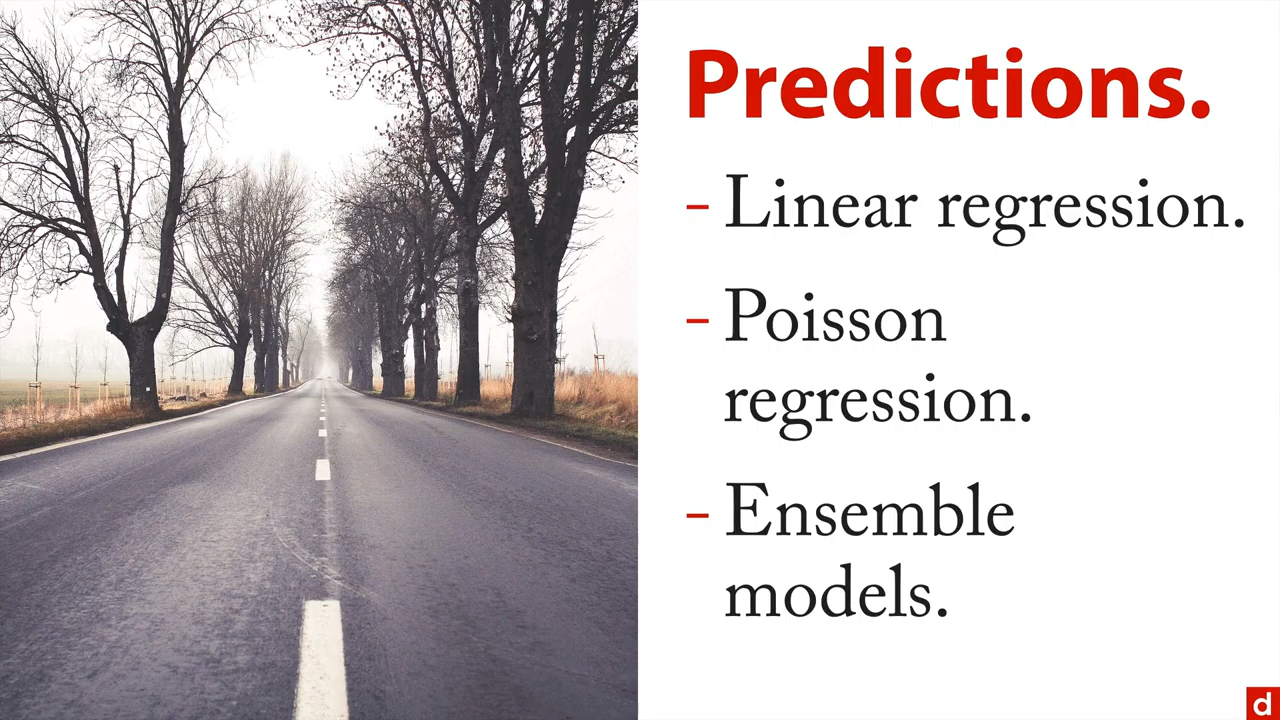 Predictions.
- Linear regression.
- Poisson
regression.
- Ensemble
models.
d